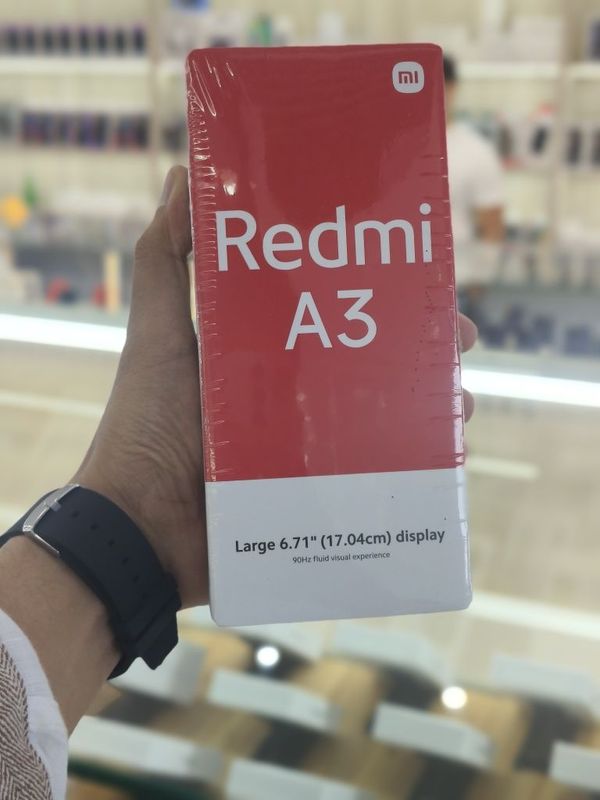 mi
Redmi
A3
Large 6.71" (17.04cm) display
90Hz fluid visual experience